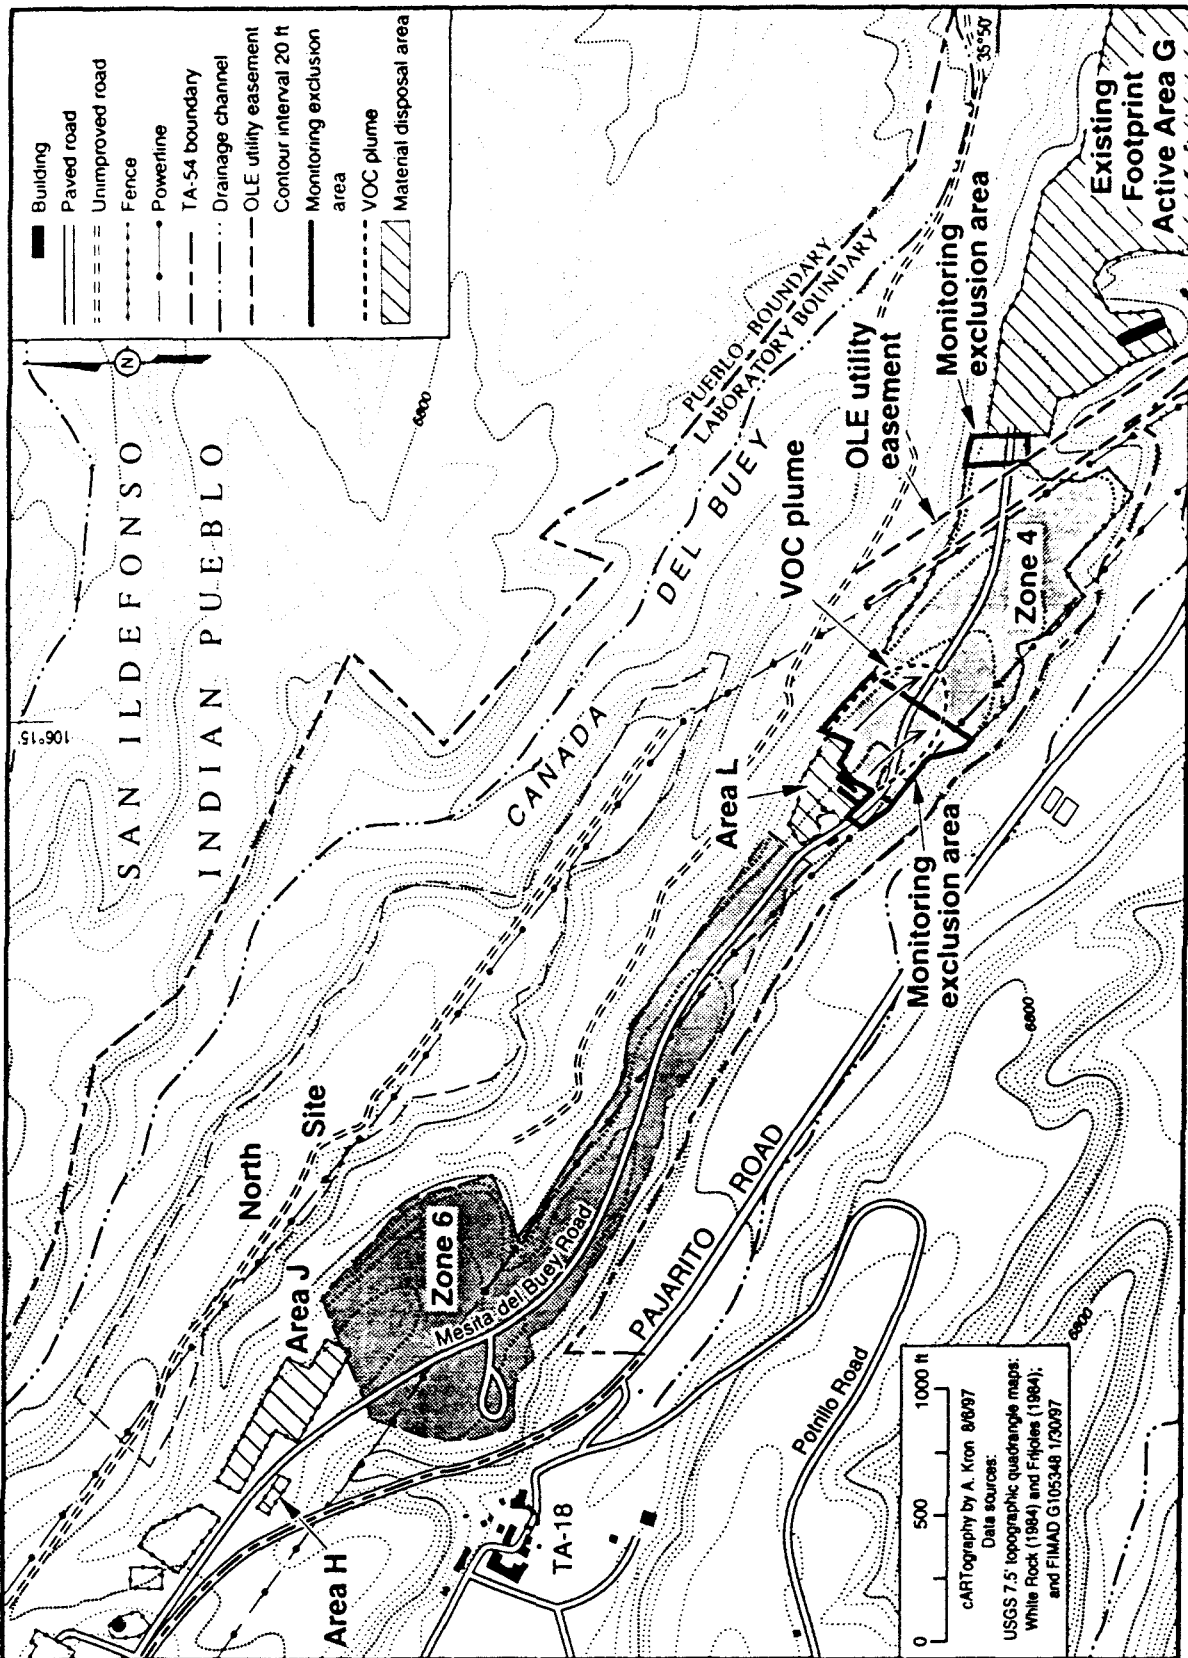 Building
Paved road
Unimproved road
Fence
Powerline
TA-54 boundary
Drainage channel
OLE utility easement
Contour interval 20 ft
Monitoring exclusion
area
VOC plume
Material disposal area
N
SAN ILDEFONSO
INDIAN PUEBLO
106°15'
35°50'
6800
PUEBLO BOUNDARY
LABORATORY BOUNDARY
CANADA
DEL BUEY
North
Site
Area J
Zone 6
Mesita del Buey Road
Area H
TA-18
PAJARITO ROAD
Potrillo Road
Area L
VOC plume
OLE utility
easement
Monitoring
exclusion area
Zone 4
Existing
Footprint
Active Area G
Monitoring
exclusion area
6800
6800
0
500
1000 ft
cARTography by A. Kron 8/6/97
Data sources:
USGS 7.5' topographic quadrangle maps:
White Rock (1984) and Frijoles (1984);
and FIMAD G105348 1/30/97